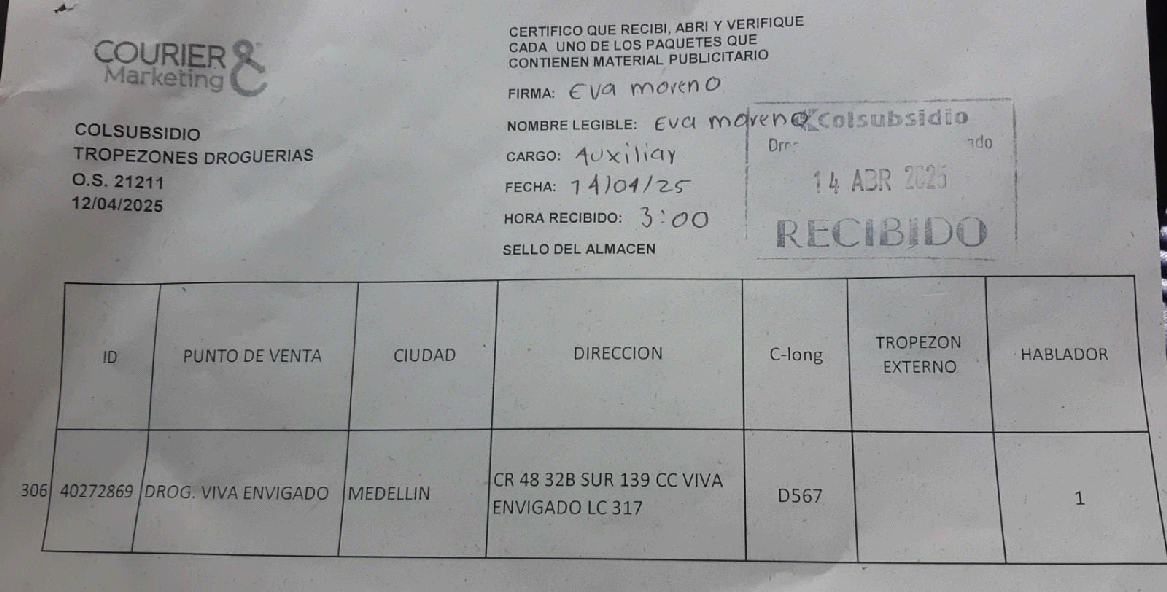 COURIER &
Marketing
COLSUBSIDIO
TROPEZONES DROGUERIAS
O.S. 21211
12/04/2025
CERTIFICO QUE RECIBI, ABRI Y VERIFIQUE
CADA UNO DE LOS PAQUETES QUE
CONTIENEN MATERIAL PUBLICITARIO
FIRMA: Eva moreno
NOMBRE LEGIBLE: Eva moreno
CARGO: Auxiliar
FECHA: 14/04/25
HORA RECIBIDO: 3:00
SELLO DEL ALMACEN
Colsubsidio
14 ABR 2025
RECIBIDO
ID PUNTO DE VENTA CIUDAD DIRECCION C-long TROPEZON EXTERNO HABLADOR
306 40272869 DROG. VIVA ENVIGADO MEDELLIN CR 48 32B SUR 139 CC VIVA ENVIGADO LC 317 D567 1